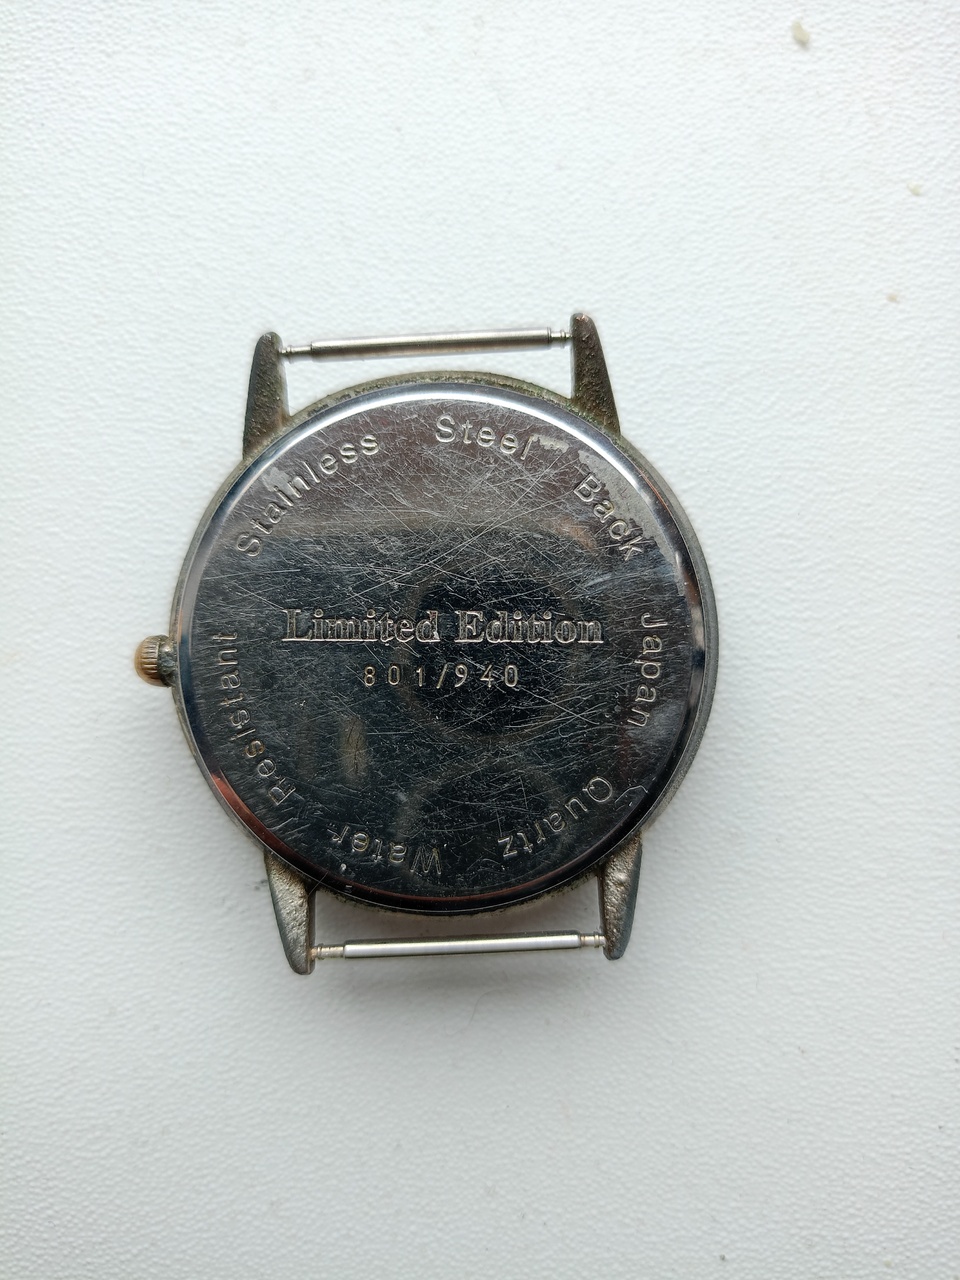 Stainless Steel Back
Japan Quartz
Water Resistant
Limited Edition
801/940